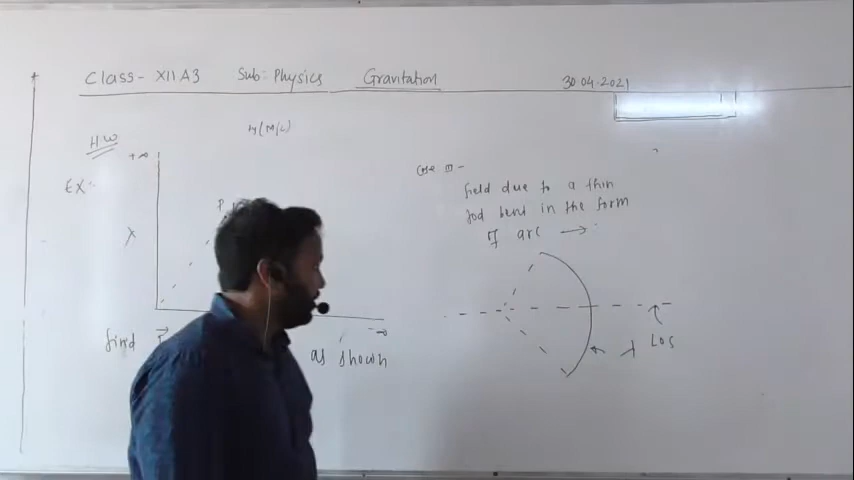 Class - XII A3 Sub: Physics Gravitation 30.04.2021
H.W
+∞
EX:-
P
λ
find
as shown
Case
field due to a thin
rod bent in the form
of arc →
λ
LOS